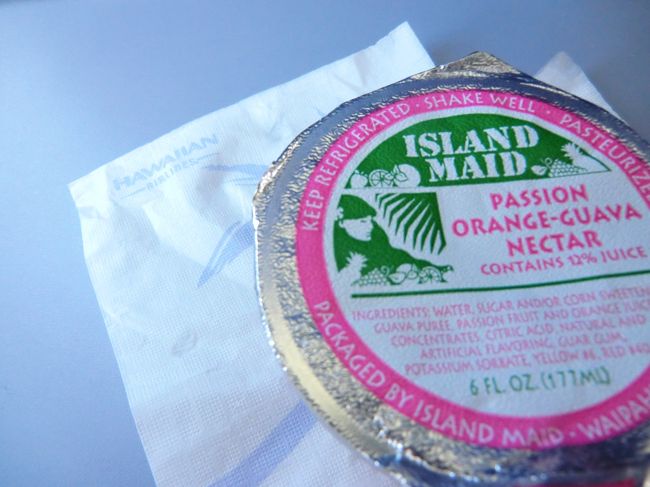 HAWAIIAN
AIRLINES
KEEP REFRIGERATED · SHAKE WELL · PASTEURIZE
ISLAND
MAID
PASSION
ORANGE-GUAVA
NECTAR
CONTAINS 12% JUICE
INGREDIENTS: WATER, SUGAR AND/OR CORN SWEETENE
GUAVA PUREE, PASSION FRUIT AND ORANGE JUICE
CONCENTRATES, CITRIC ACID, NATURAL AND
ARTIFICIAL FLAVORING, GUAR GUM,
POTASSIUM SORBATE, YELLOW #6, RED #40
6 FL. OZ. (177ML)
PACKAGED BY ISLAND MAID · WAIPAH